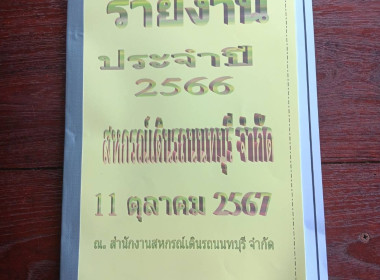 รายงาน
ประจำปี
2566
สหกรณ์เดินรถนนทบุรี จำกัด
11 ตุลาคม 2567
ณ. สำนักงานสหกรณ์เดินรถนนทบุรี จำกัด